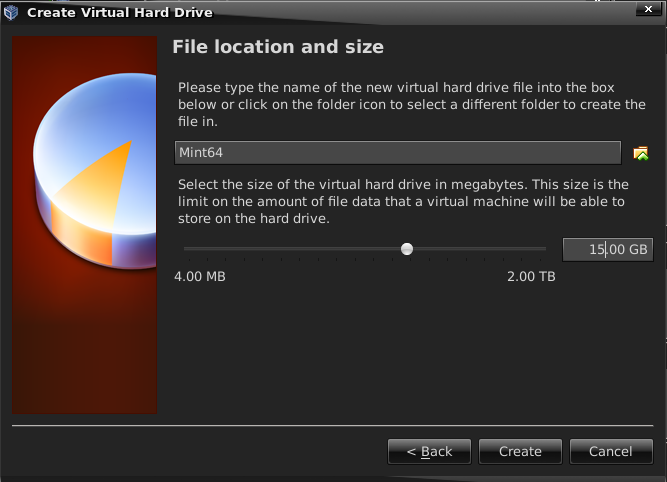 Create Virtual Hard Drive
File location and size
Please type the name of the new virtual hard drive file into the box
below or click on the folder icon to select a different folder to create the
file in.
Mint64
Select the size of the virtual hard drive in megabytes. This size is the
limit on the amount of file data that a virtual machine will be able to
store on the hard drive.
15.00 GB
4.00 MB 2.00 TB
< Back Create Cancel